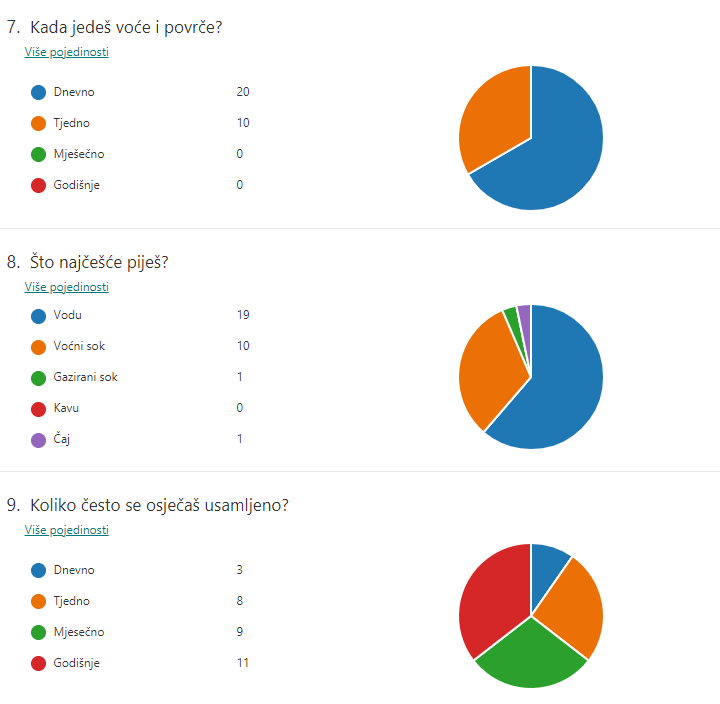 7. Kada jedeš voće i povrče?
Više pojedinosti
Dnevno 20
Tjedno 10
Mješečno 0
Godišnje 0
8. Što najčešće piješ?
Više pojedinosti
Vodu 19
Voćni sok 10
Gazirani sok 1
Kavu 0
Čaj 1
9. Koliko često se osječaš usamljeno?
Više pojedinosti
Dnevno 3
Tjedno 8
Mjesečno 9
Godišnje 11